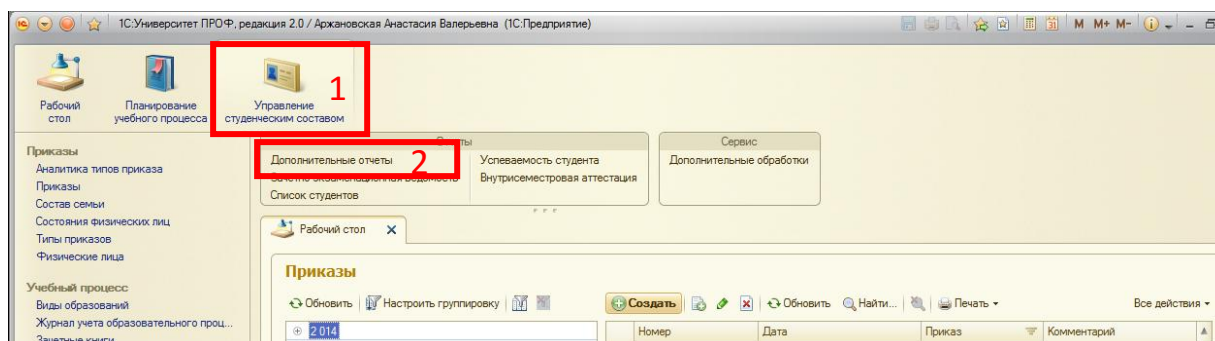 1С:Университет ПРОФ, редакция 2.0 / Аржановская Анастасия Валерьевна (1С:Предприятие)
M M+ M-
Рабочий стол
Планирование учебного процесса
Управление студенческим составом
1
Приказы
Аналитика типов приказа
Приказы
Состав семьи
Состояния физических лиц
Типы приказов
Физические лица
Учебный процесс
Виды образований
Журнал учета образовательного проц...
Зачетные книги
Дополнительные отчеты
2
Список студентов
Успеваемость студента
Внутрисеместровая аттестация
Сервис
Дополнительные обработки
Рабочий стол
Приказы
Обновить
Настроить группировку
Создать
Обновить
Найти...
Печать
Все действия
2 014
Номер
Дата
Приказ
Комментарий